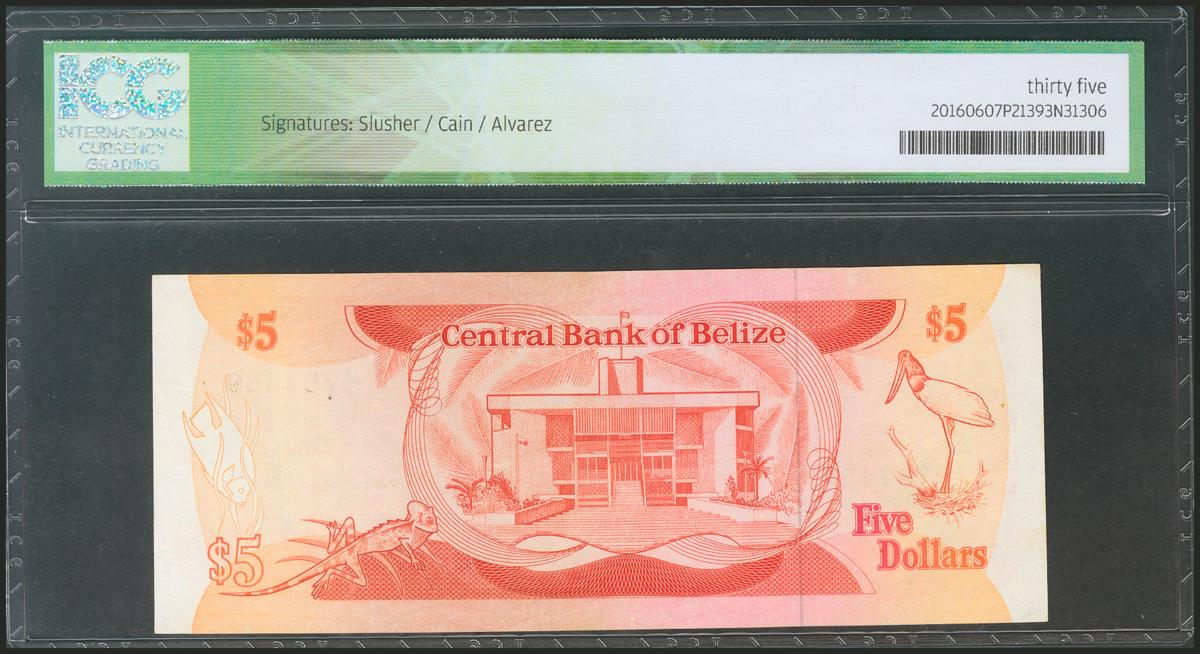 ICG
INTERNATIONAL
CURRENCY
GRADING
Signatures: Slusher / Cain / Alvarez
thirty five
20160607P21393N31306
$5
Central Bank of Belize
$5
Five
Dollars
$5